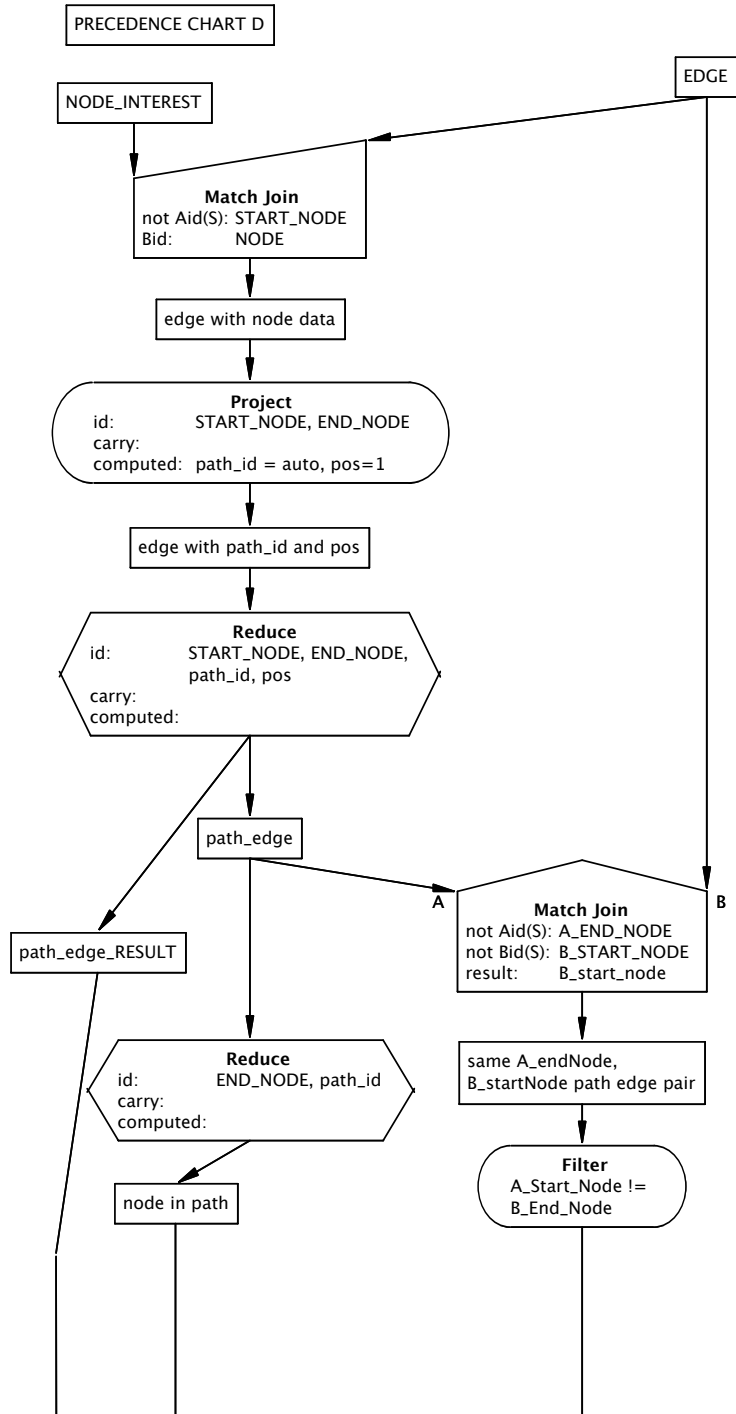 PRECEDENCE CHART D
EDGE
NODE_INTEREST
Match Join
not Aid(S): START_NODE
Bid: NODE
edge with node data
Project
id: START_NODE, END_NODE
carry:
computed: path_id = auto, pos=1
edge with path_id and pos
Reduce
id: START_NODE, END_NODE,
path_id, pos
carry:
computed:
path_edge
A
B
Match Join
not Aid(S): A_END_NODE
not Bid(S): B_START_NODE
result: B_start_node
path_edge_RESULT
Reduce
id: END_NODE, path_id
carry:
computed:
same A_endNode,
B_startNode path edge pair
Filter
A_Start_Node !=
B_End_Node
node in path